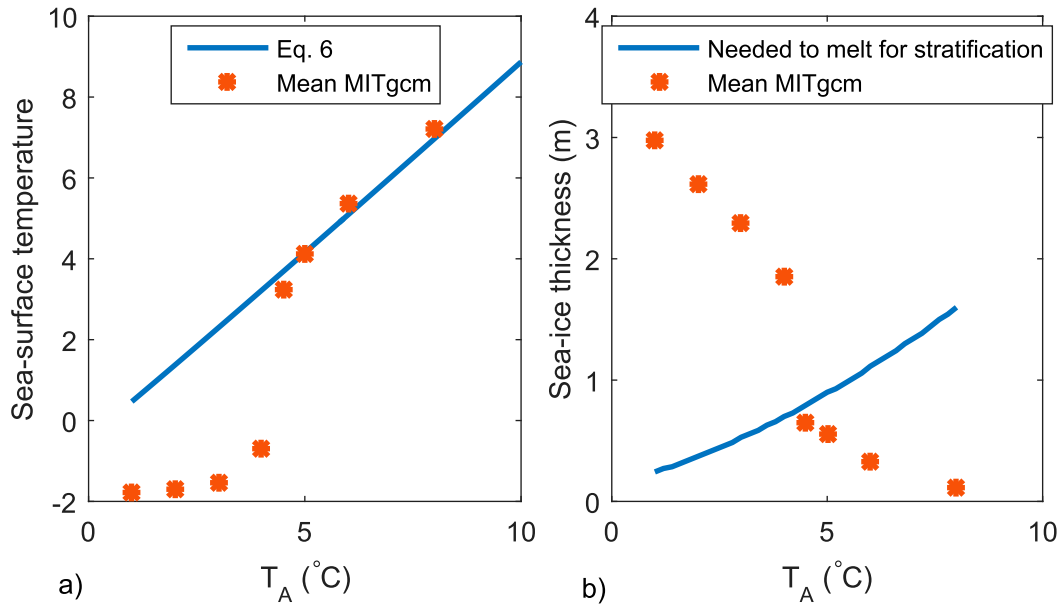 Eq. 6
Mean MITgcm
Sea-surface temperature
10
8
6
4
2
0
-2
0
5
10
T_A (°C)
a)
Needed to melt for stratification
Mean MITgcm
Sea-ice thickness (m)
4
3
2
1
0
0
5
10
T_A (°C)
b)